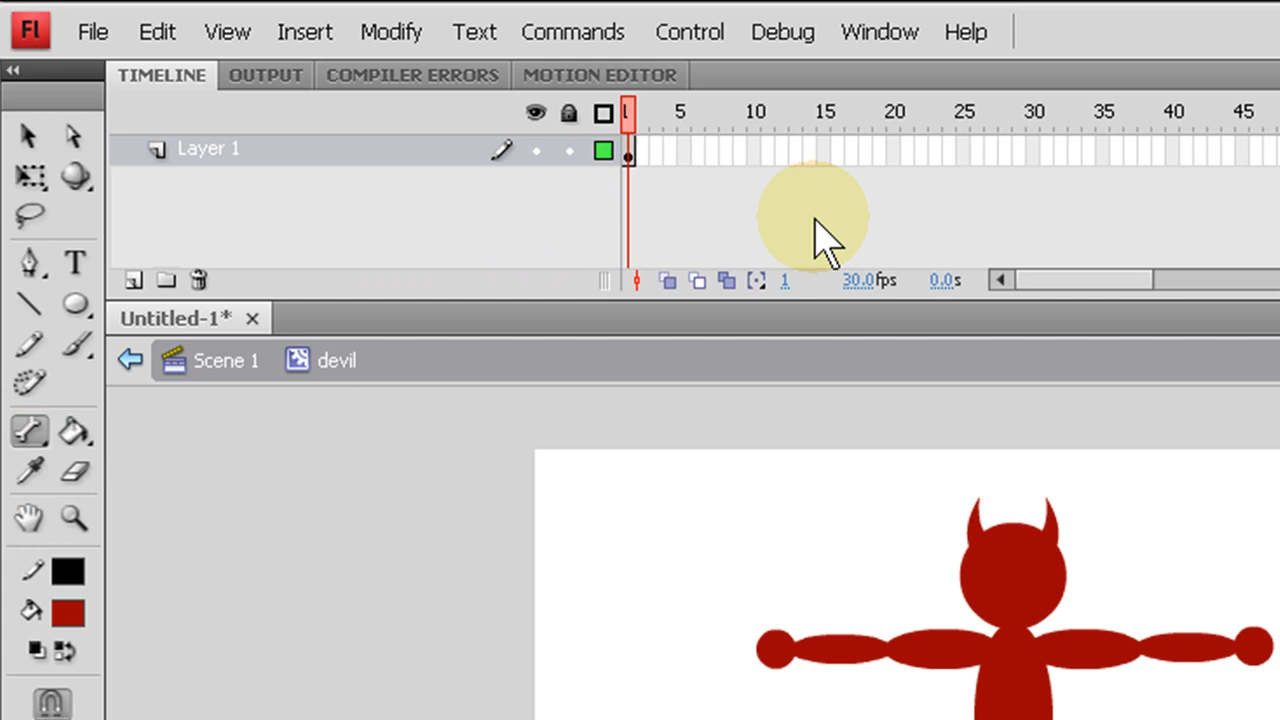 Fl File Edit View Insert Modify Text Commands Control Debug Window Help
TIMELINE OUTPUT COMPILER ERRORS MOTION EDITOR
1 5 10 15 20 25 30 35 40 45
Layer 1
1 30.0fps 0.0s
Untitled-1*
Scene 1 devil
T